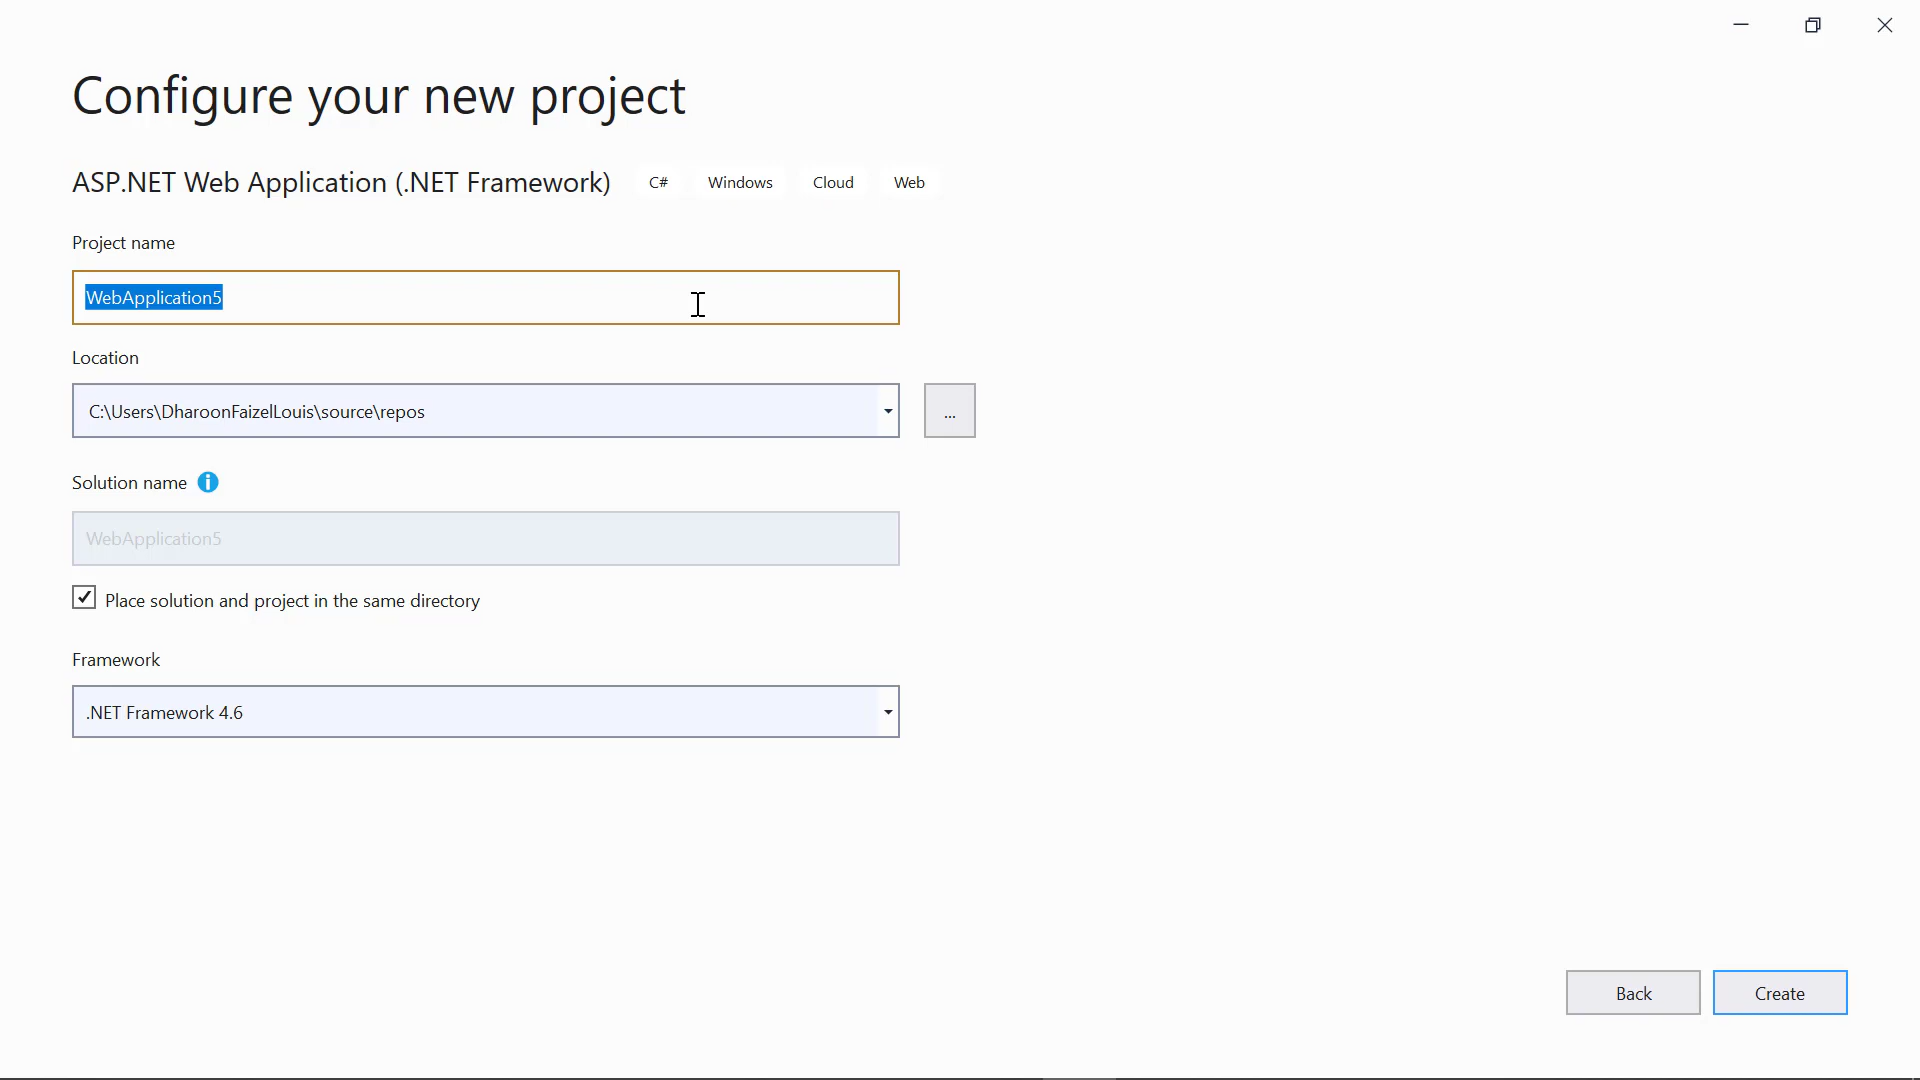 Configure your new project
ASP.NET Web Application (.NET Framework) C# Windows Cloud Web
Project name
WebApplication5
Location
C:\Users\DharoonFaizelLouis\source\repos
...
Solution name
WebApplication5
Place solution and project in the same directory
Framework
.NET Framework 4.6
Back Create